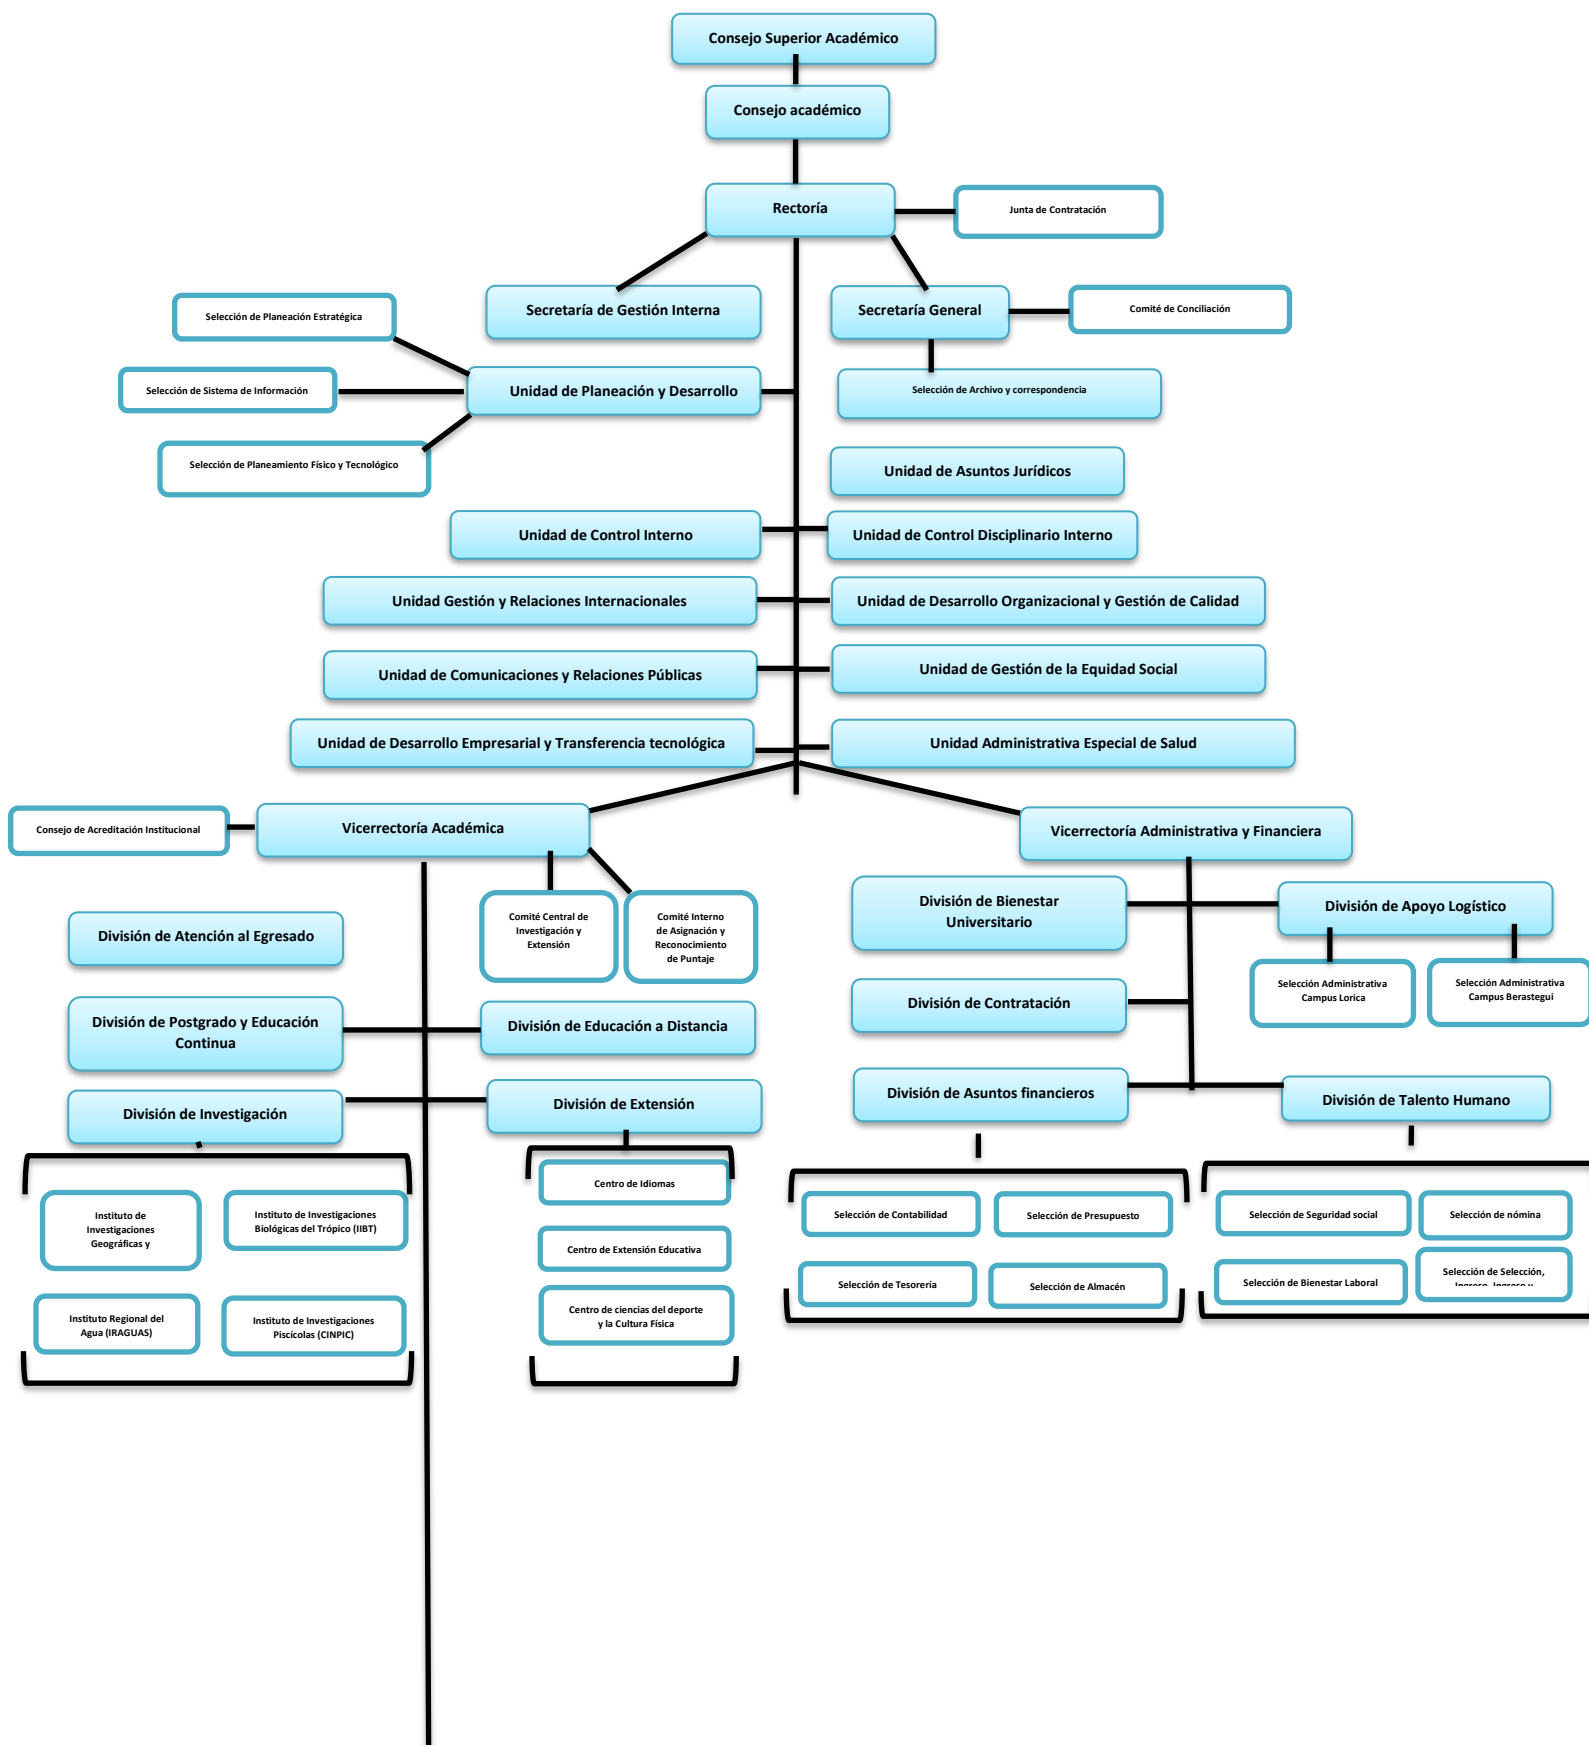 Consejo Superior Académico
Consejo académico
Rectoría
Junta de Contratación
Secretaría de Gestión Interna
Secretaría General
Comité de Conciliación
Selección de Planeación Estratégica
Selección de Sistema de Información
Unidad de Planeación y Desarrollo
Selección de Archivo y correspondencia
Selección de Planeamiento Físico y Tecnológico
Unidad de Asuntos Jurídicos
Unidad de Control Interno
Unidad de Control Disciplinario Interno
Unidad Gestión y Relaciones Internacionales
Unidad de Desarrollo Organizacional y Gestión de Calidad
Unidad de Comunicaciones y Relaciones Públicas
Unidad de Gestión de la Equidad Social
Unidad de Desarrollo Empresarial y Transferencia tecnológica
Unidad Administrativa Especial de Salud
Consejo de Acreditación Institucional
Vicerrectoría Académica
Vicerrectoría Administrativa y Financiera
Comité Central de
Investigación y
Extensión
Comité Interno
de Asignación y
Reconocimiento
de Puntaje
División de Atención al Egresado
División de Postgrado y Educación
Continua
División de Educación a Distancia
División de Investigación
División de Extensión
Instituto de
Investigaciones
Geográficas y
Instituto de Investigaciones
Biológicas del Trópico (IIBT)
Instituto Regional del
Agua (IRAGUAS)
Instituto de Investigaciones
Piscícolas (CINPIC)
Centro de Idiomas
Centro de Extensión Educativa
Centro de ciencias del deporte
y la Cultura Física
División de Bienestar
Universitario
División de Apoyo Logístico
Selección Administrativa
Campus Lorica
Selección Administrativa
Campus Berastegui
División de Contratación
División de Asuntos financieros
División de Talento Humano
Selección de Contabilidad
Selección de Presupuesto
Selección de Tesorería
Selección de Almacén
Selección de Seguridad social
Selección de nómina
Selección de Bienestar Laboral
Selección de Selección,
Ingreso, Ingreso y